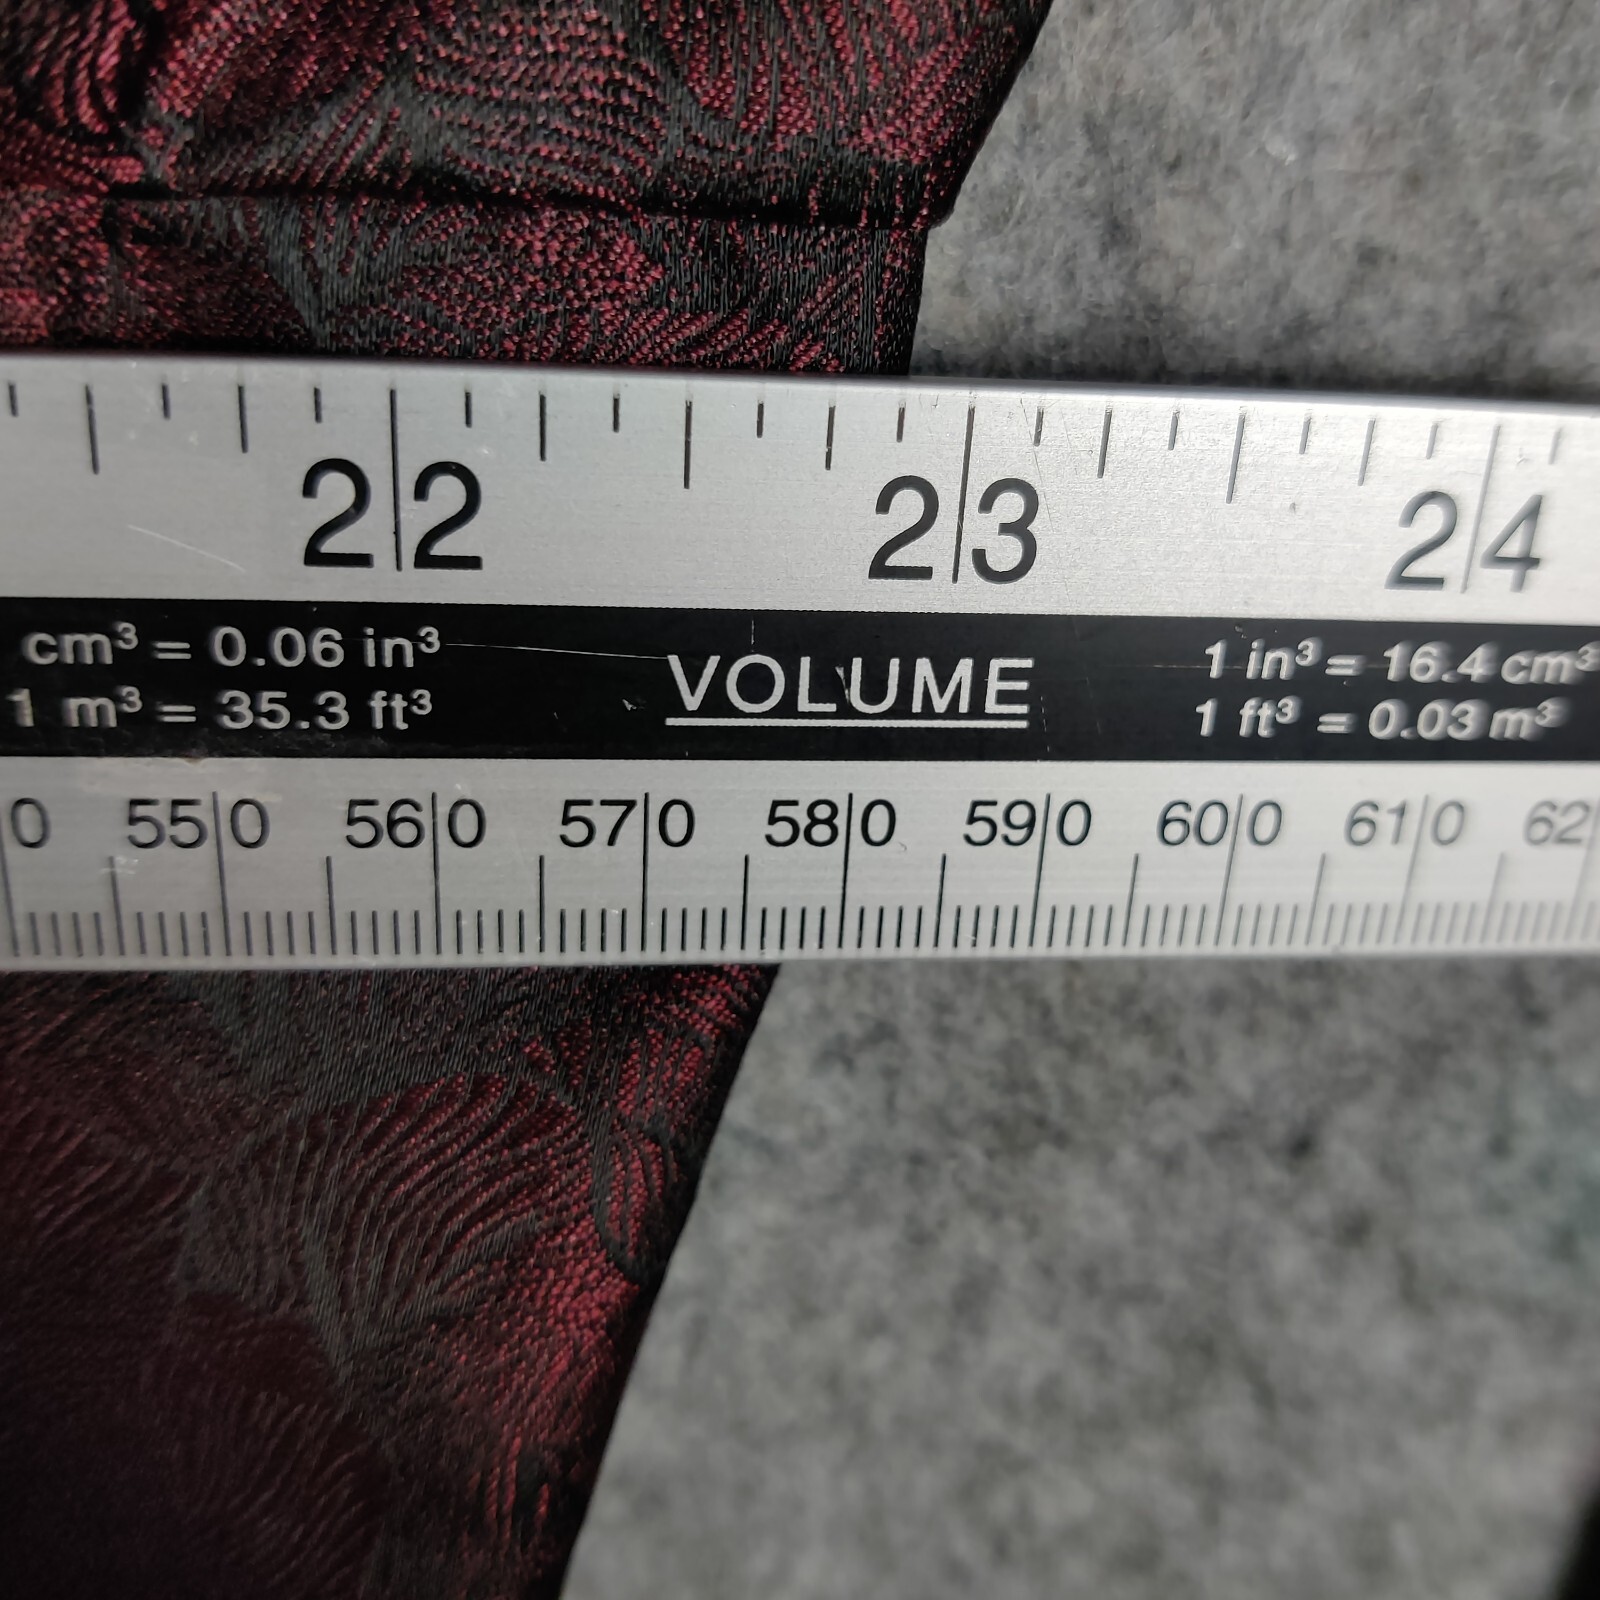 22 23 24
cm³ = 0.06 in³
1 m³ = 35.3 ft³
VOLUME
1 in³ = 16.4 cm³
1 ft³ = 0.03 m³
0 550 560 570 580 590 600 610 62